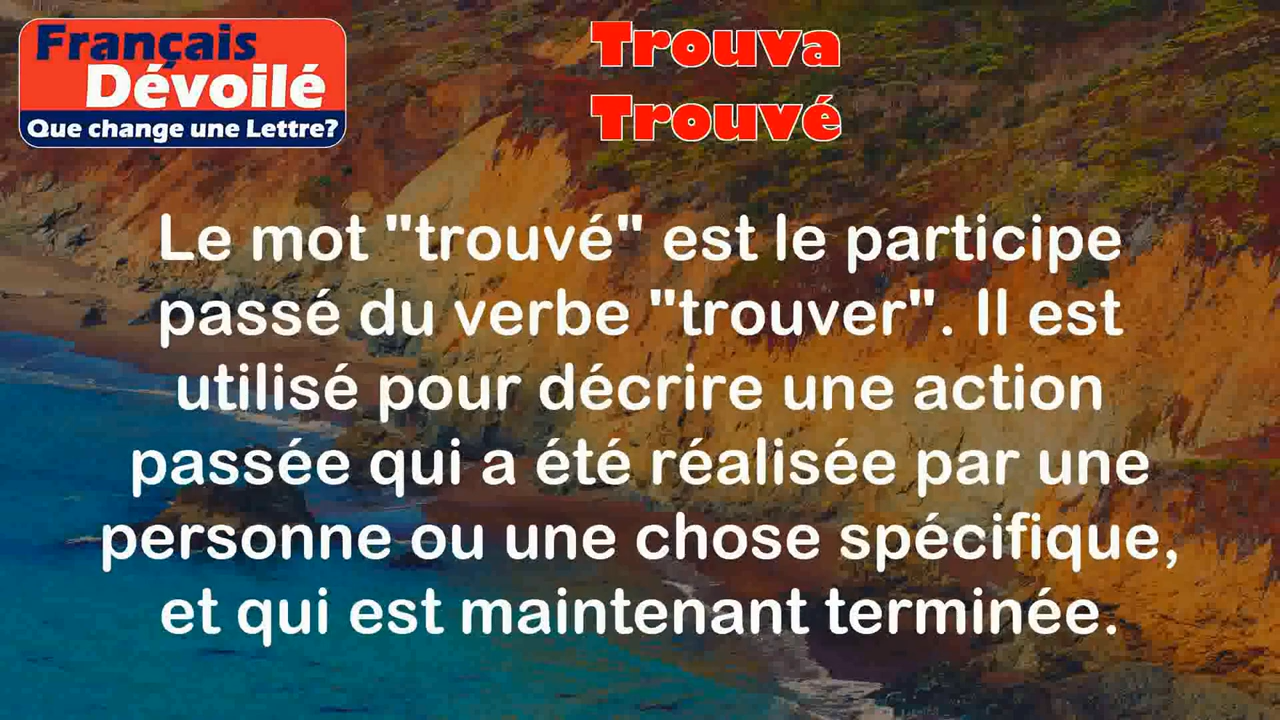 Français
Dévoilé
Que change une Lettre?
Trouva
Trouvé
Le mot "trouvé" est le participe
passé du verbe "trouver". Il est
utilisé pour décrire une action
passée qui a été réalisée par une
personne ou une chose spécifique,
et qui est maintenant terminée.